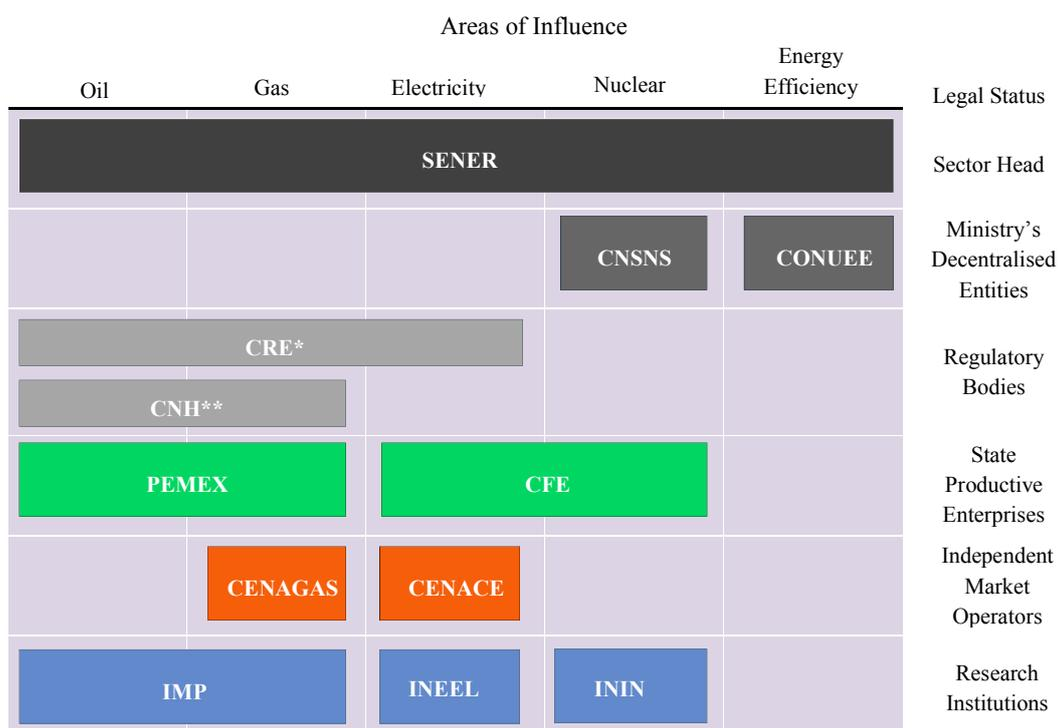 Areas of Influence
Oil
Gas
Electricity
Nuclear
Energy
Efficiency
Legal Status
SENER
Sector Head
CNSNS
CONUEE
Ministry’s
Decentralised
Entities
CRE*
CNH**
Regulatory
Bodies
PEMEX
CFE
State
Productive
Enterprises
CENAGAS
CENACE
Independent
Market
Operators
IMP
INEEL
ININ
Research
Institutions